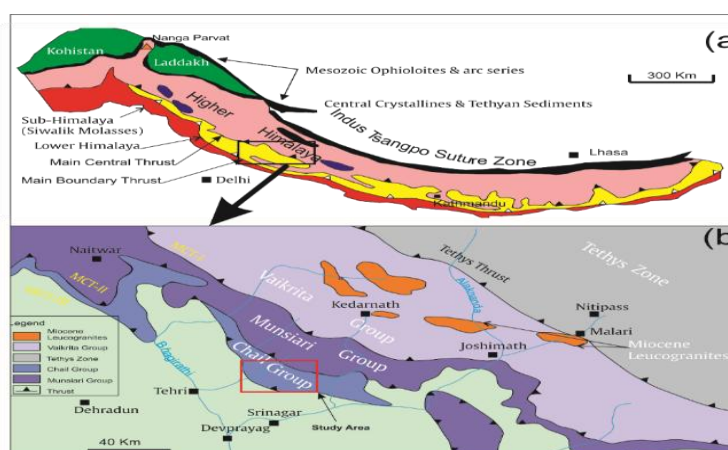 (a)
Nanga Parvat
Kohistan
Laddakh
Mesozoic Ophioloites & arc series
300 Km
Central Crystallines & Tethyan Sediments
Higher
Himalaya
Indus Tsangpo Suture Zone
Sub-Himalaya
(Siwalik Molasses)
Lower Himalaya
Main Central Thrust
Main Boundary Thrust
Lhasa
Delhi
Kathmandu
(b)
Naitwar
MCT-I
MCT-II
Tethys Thrust
Tethys Zone
Vaikrita
Group
Kedarnath
Alaknanda
Nitipass
Malari
Miocene
Leucogranites
Joshimath
Munsiari
Group
Chail Group
Bhagirathi
Legend
Miocene
Leucogranites
Vaikrita Group
Tethys Zone
Chail Group
Munsiari Group
Thrust
Tehri
Dehradun
Srinagar
Devprayag
Study Area
40 Km